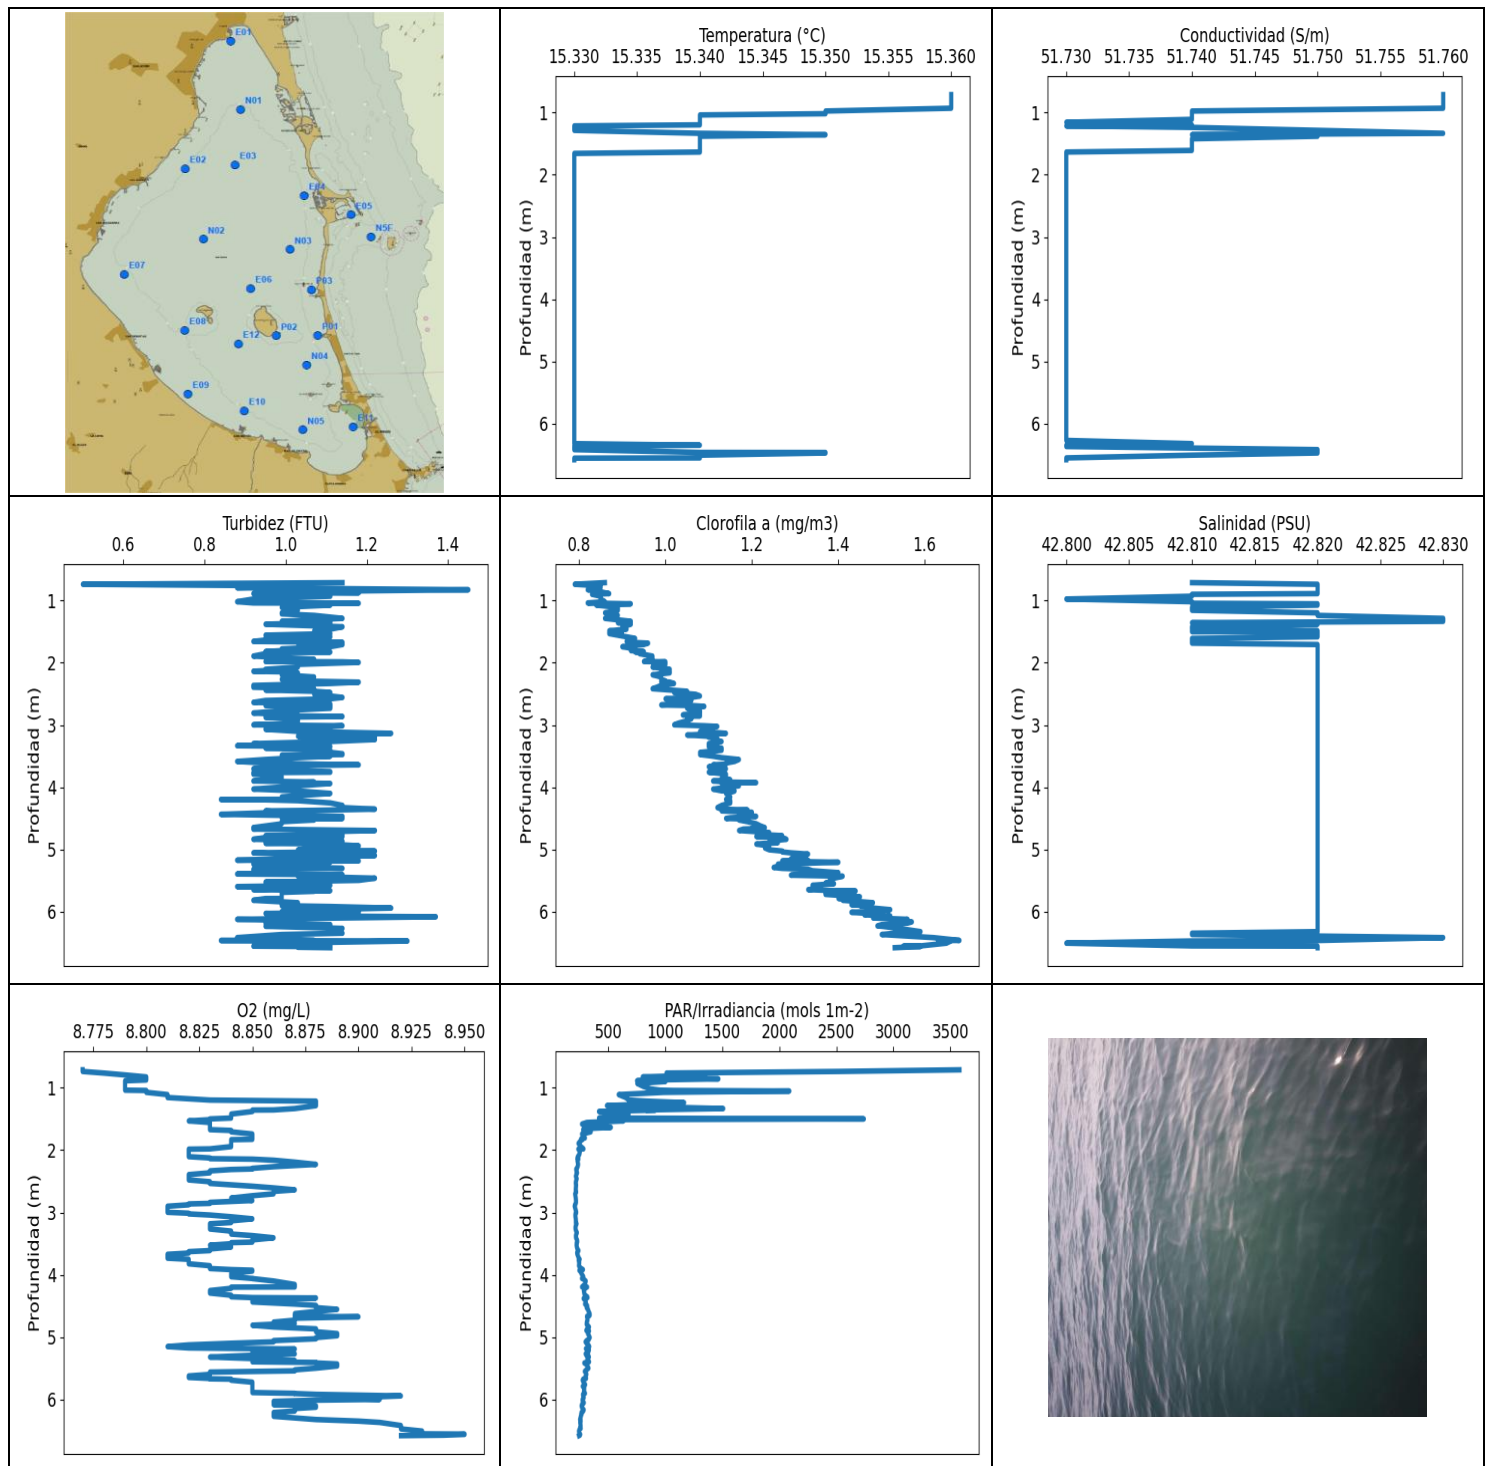 E01
N01
E02
E03
E04
E05
N5F
N02
N03
E07
E06
P03
E08
E12
P02
P01
N04
E09
E10
N05
E11
Temperatura (°C)
15.330 15.335 15.340 15.345 15.350 15.355 15.360
Profundidad (m)
1
2
3
4
5
6
Conductividad (S/m)
51.730 51.735 51.740 51.745 51.750 51.755 51.760
Profundidad (m)
1
2
3
4
5
6
Turbidez (FTU)
0.6 0.8 1.0 1.2 1.4
Profundidad (m)
1
2
3
4
5
6
Clorofila a (mg/m3)
0.8 1.0 1.2 1.4 1.6
Profundidad (m)
1
2
3
4
5
6
Salinidad (PSU)
42.800 42.805 42.810 42.815 42.820 42.825 42.830
Profundidad (m)
1
2
3
4
5
6
O2 (mg/L)
8.775 8.800 8.825 8.850 8.875 8.900 8.925 8.950
Profundidad (m)
1
2
3
4
5
6
PAR/Irradiancia (mols 1m-2)
500 1000 1500 2000 2500 3000 3500
Profundidad (m)
1
2
3
4
5
6